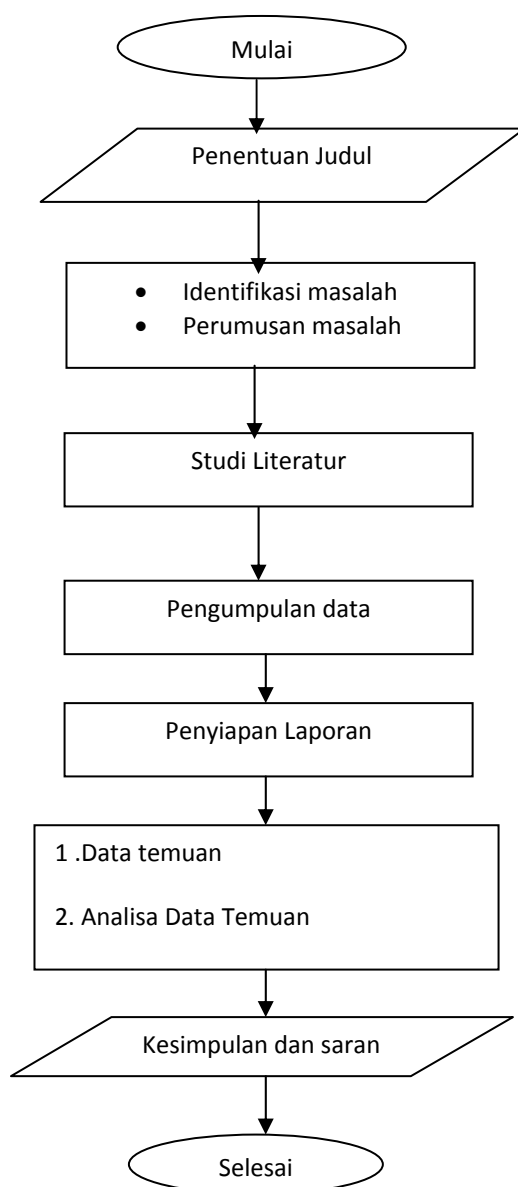 Mulai
Penentuan Judul
• Identifikasi masalah
• Perumusan masalah
Studi Literatur
Pengumpulan data
Penyiapan Laporan
1 .Data temuan
2. Analisa Data Temuan
Kesimpulan dan saran
Selesai